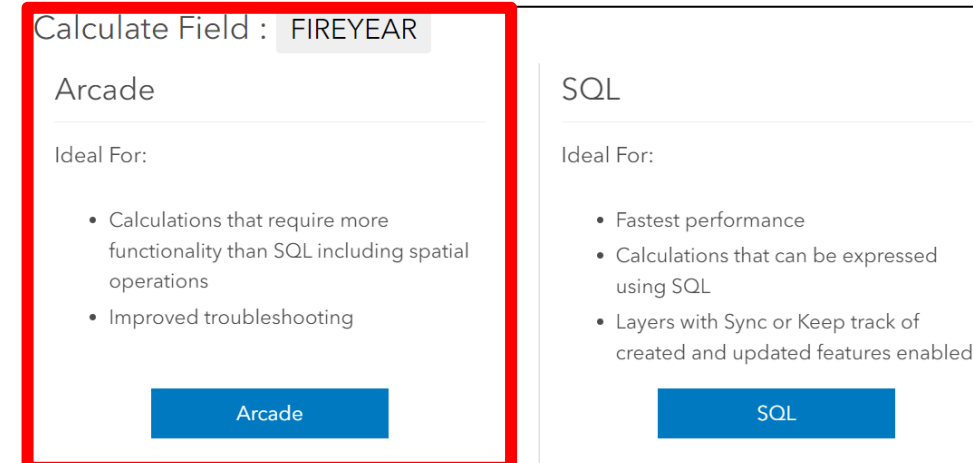 Calculate Field : FIREYEAR
Arcade
Ideal For:
• Calculations that require more
functionality than SQL including spatial
operations
• Improved troubleshooting
Arcade
SQL
Ideal For:
• Fastest performance
• Calculations that can be expressed
using SQL
• Layers with Sync or Keep track of
created and updated features enabled
SQL